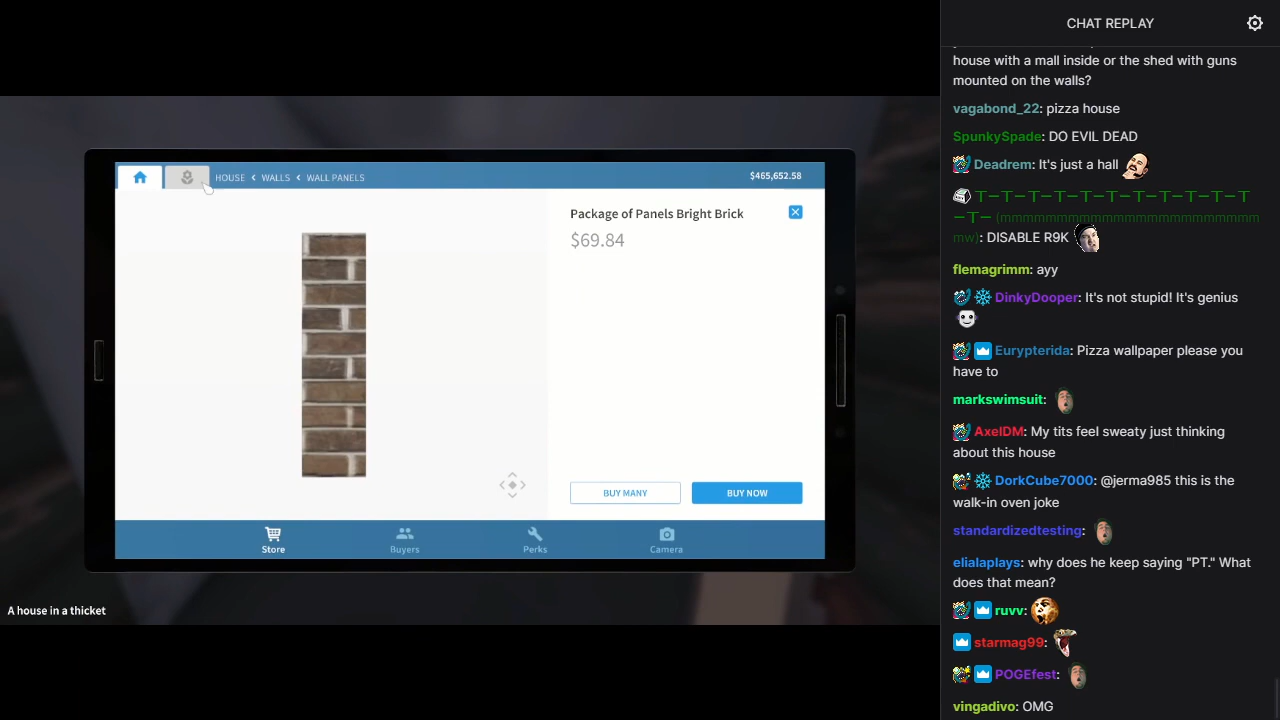 CHAT REPLAY
house with a mall inside or the shed with guns
mounted on the walls?
vagabond_22: pizza house
SpunkySpade: DO EVIL DEAD
Deadrem: It's just a hall
: DISABLE R9K
flemagrimm: ayy
DinkyDooper: It's not stupid! It's genius
Eurypterida: Pizza wallpaper please you
have to
markswimsuit:
AxelDM: My tits feel sweaty just thinking
about this house
DorkCube7000: @jerma985 this is the
walk-in oven joke
standardizedtesting:
elialaplays: why does he keep saying "PT." What
does that mean?
ruvv:
starmag99:
POGEfest:
vingadivo: OMG
HOUSE < WALLS < WALL PANELS
$465,652.58
Package of Panels Bright Brick
$69.84
BUY MANY
BUY NOW
Store
Buyers
Perks
Camera
A house in a thicket